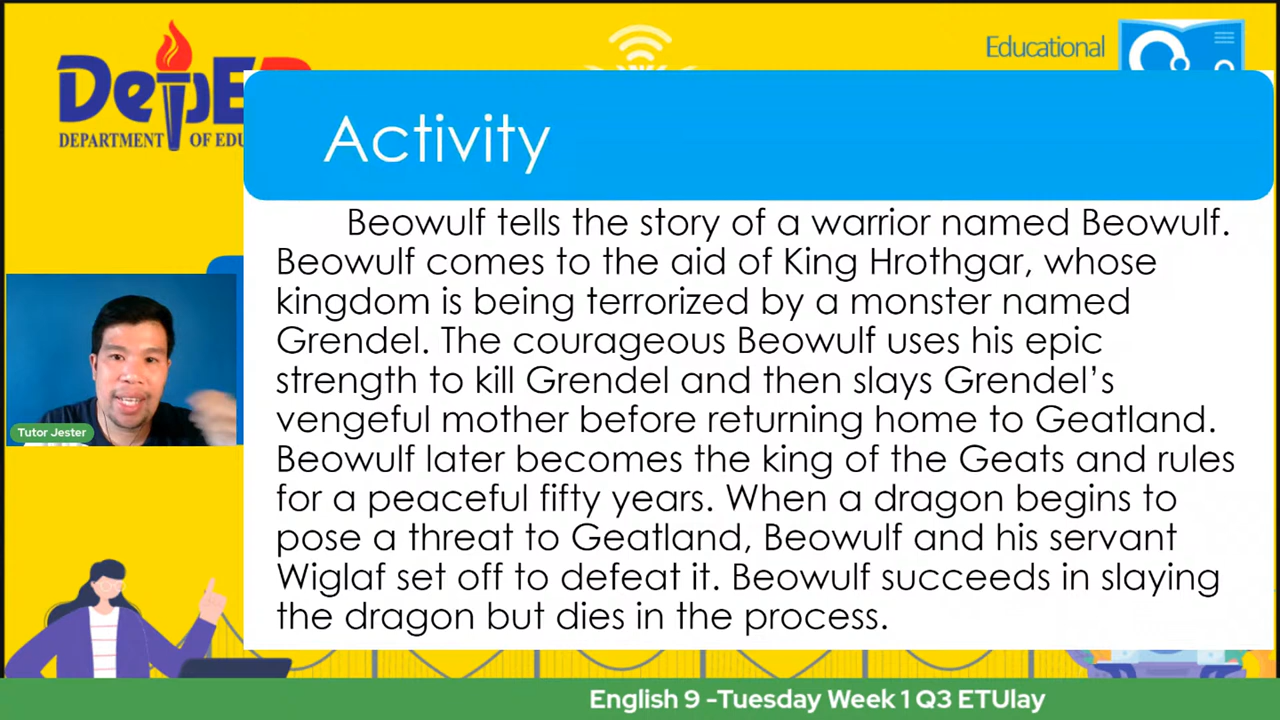 DepE
DEPARTMENT OF EDU
Educational
Activity
Beowulf tells the story of a warrior named Beowulf.
Beowulf comes to the aid of King Hrothgar, whose
kingdom is being terrorized by a monster named
Grendel. The courageous Beowulf uses his epic
strength to kill Grendel and then slays Grendel’s
vengeful mother before returning home to Geatland.
Beowulf later becomes the king of the Geats and rules
for a peaceful fifty years. When a dragon begins to
pose a threat to Geatland, Beowulf and his servant
Wiglaf set off to defeat it. Beowulf succeeds in slaying
the dragon but dies in the process.
Tutor Jester
English 9 -Tuesday Week 1 Q3 ETUlay